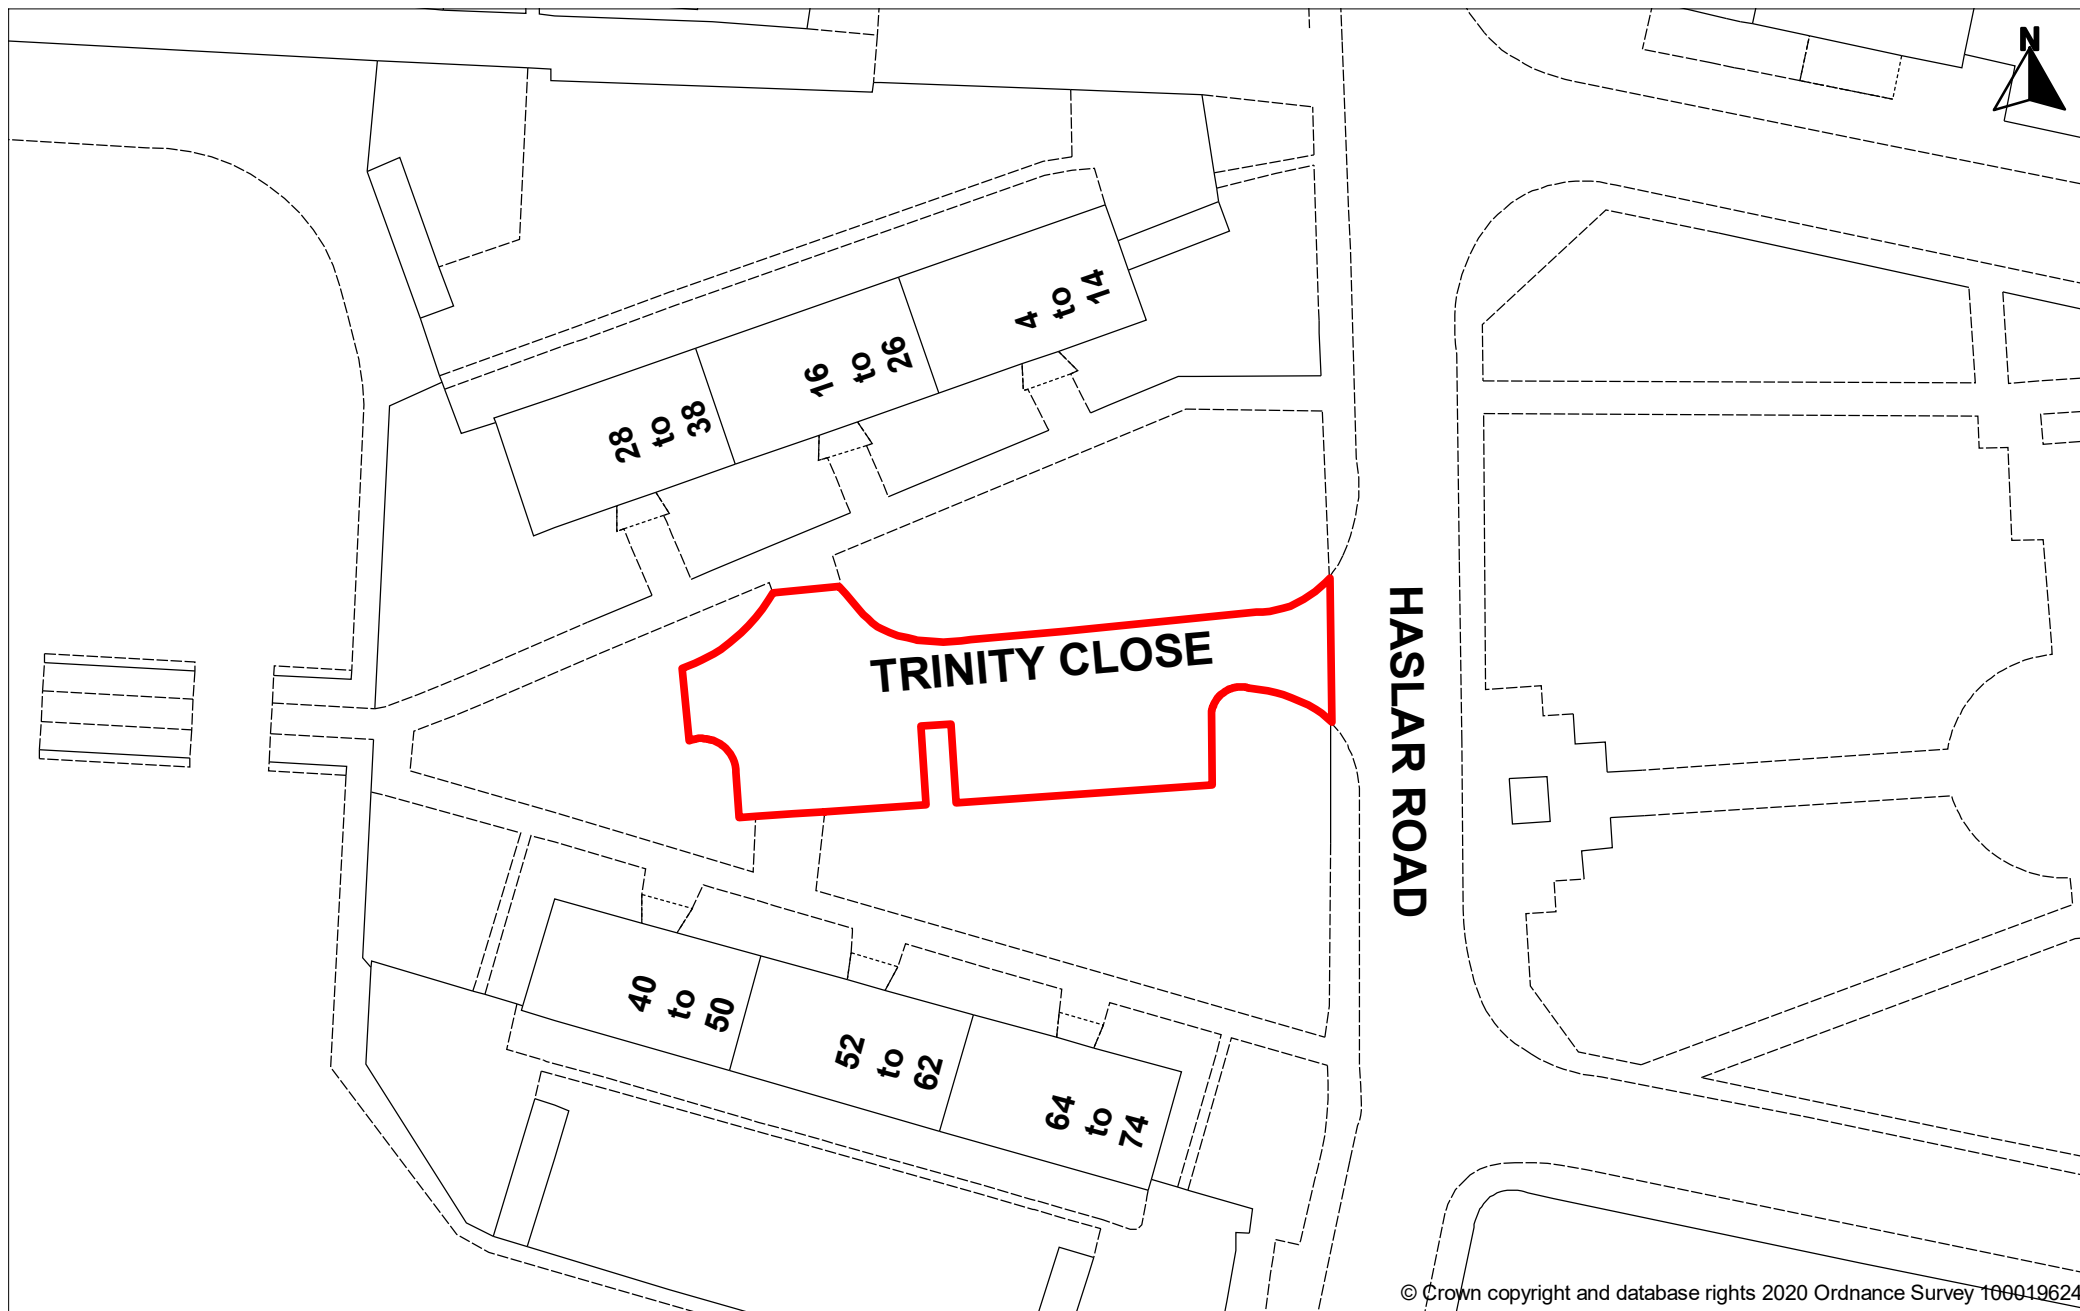 N
4
to
14
16
to
26
28
to
38
TRINITY CLOSE
HASLAR ROAD
40
to
50
52
to
62
64
to
74
© Crown copyright and database rights 2020 Ordnance Survey 100019624